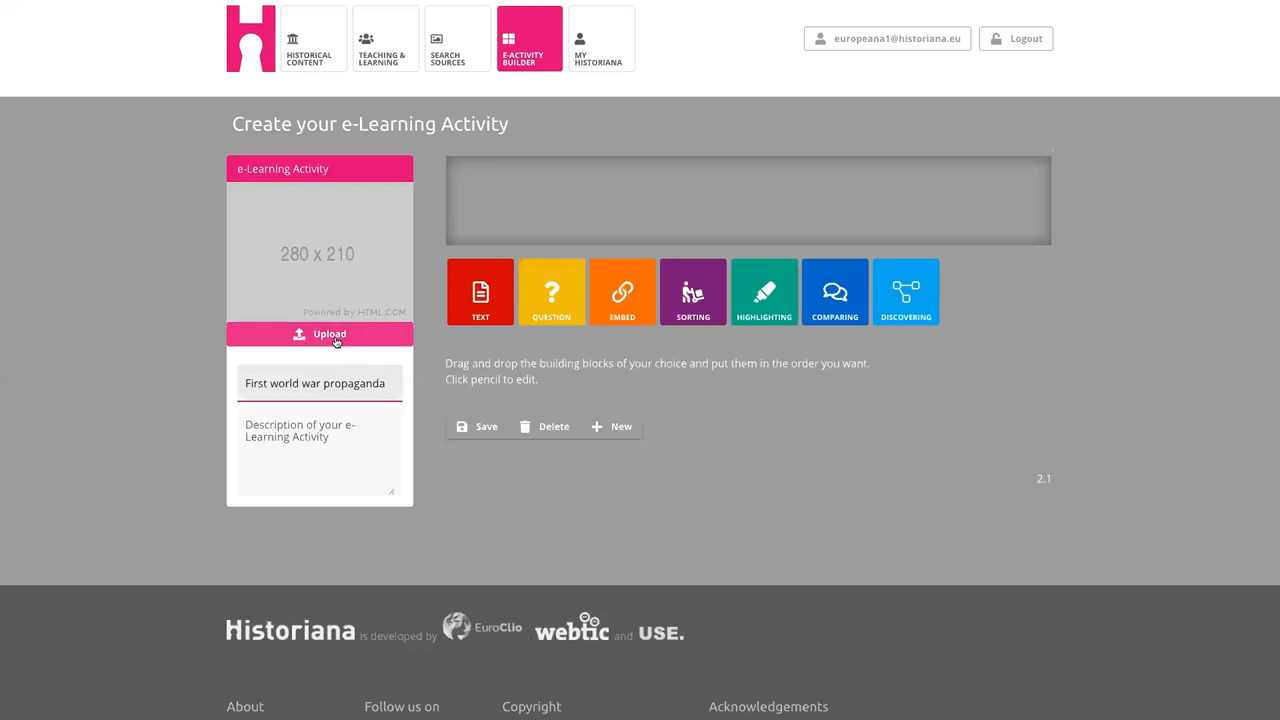 HISTORICAL
CONTENT
TEACHING &
LEARNING
SEARCH
SOURCES
E-ACTIVITY
BUILDER
MY
HISTORIANA
europeana1@historiana.eu
Logout
Create your e-Learning Activity
e-Learning Activity
280 x 210
Powered by HTML.COM
Upload
First world war propaganda
Description of your e-
Learning Activity
TEXT
QUESTION
EMBED
SORTING
HIGHLIGHTING
COMPARING
DISCOVERING
Drag and drop the building blocks of your choice and put them in the order you want.
Click pencil to edit.
Save
Delete
New
2.1
Historiana is developed by EuroClio, webtic and USE.
About
Follow us on
Copyright
Acknowledgements